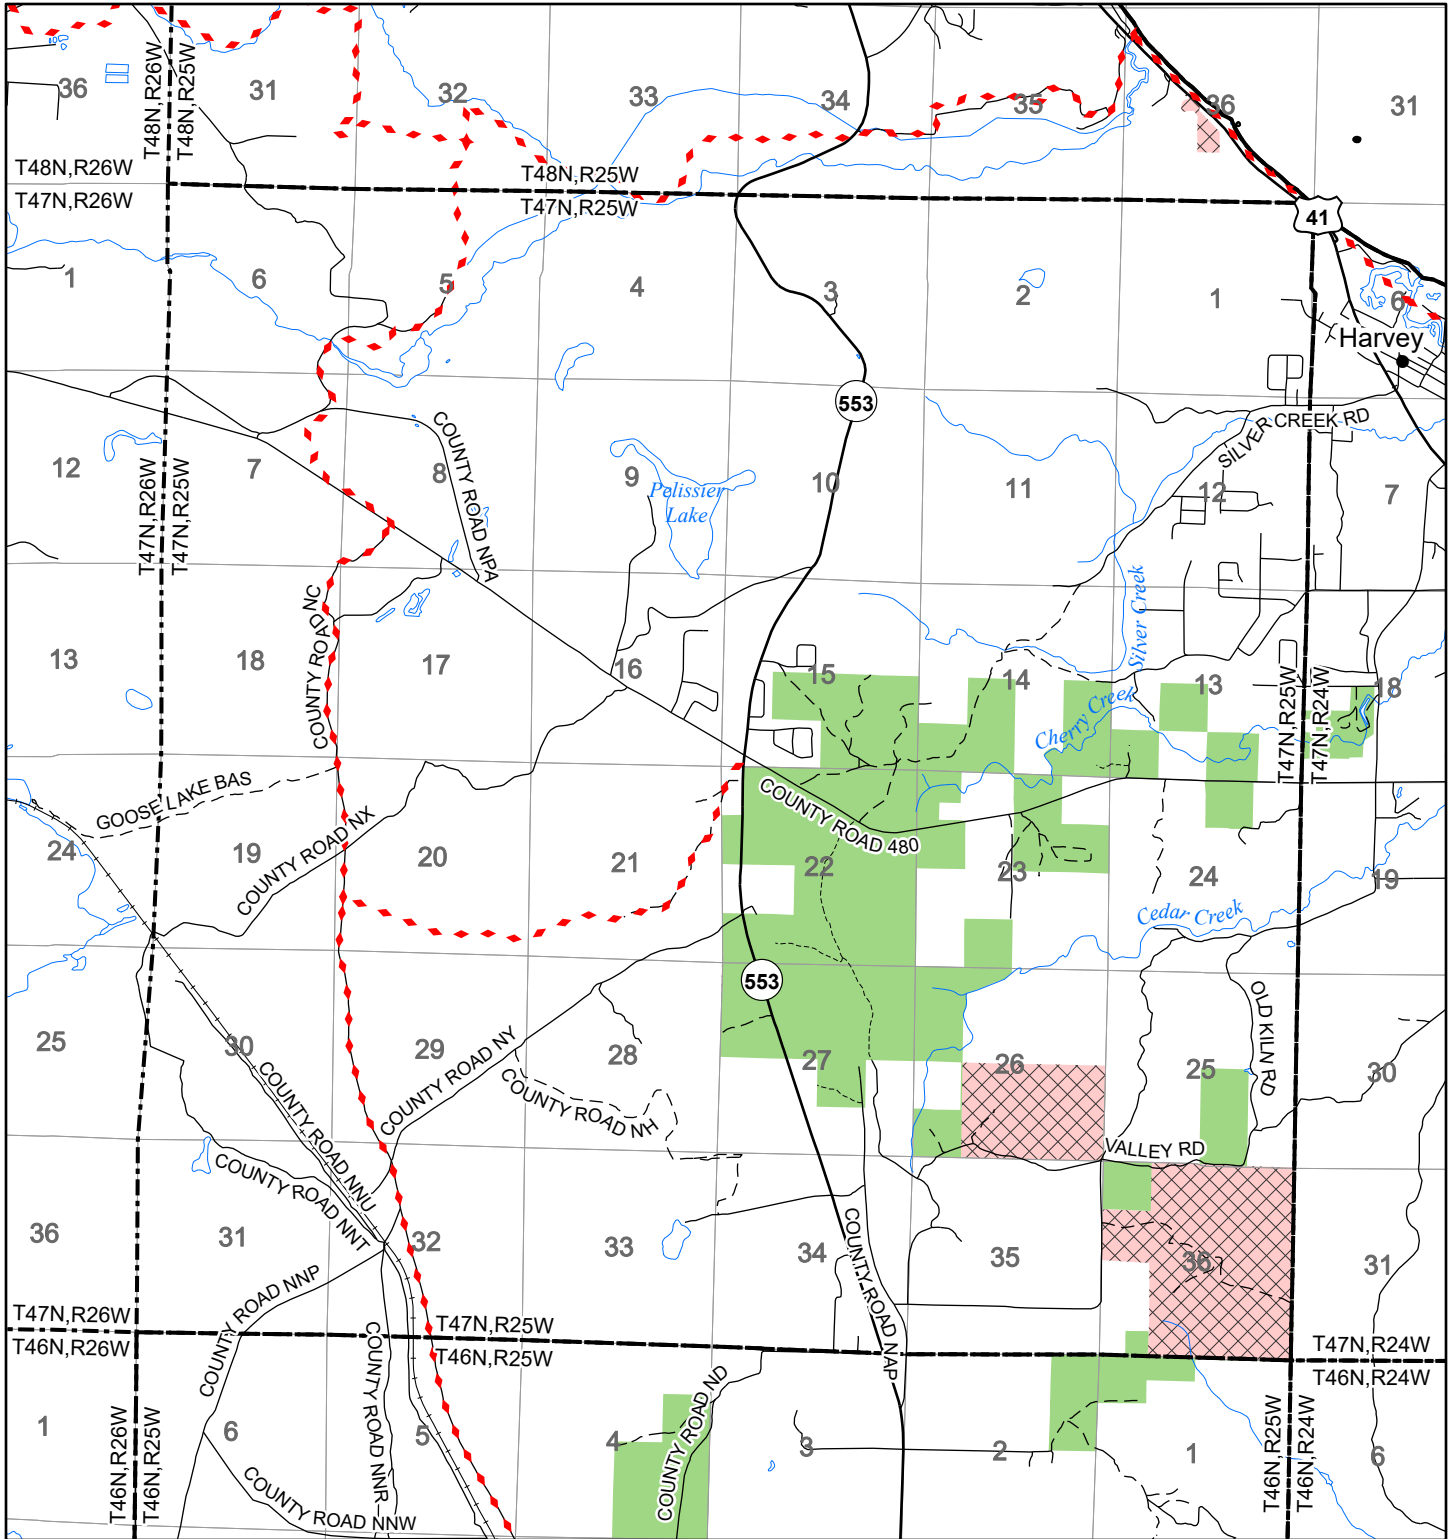 36
31
32
33
34
35
36
31
T48N,R26W
T48N,R25W
T48N,R26W
T47N,R26W
T48N,R25W
T47N,R25W
41
1
6
5
4
3
2
1
6
Harvey
553
SILVER CREEK RD
12
7
8
9
10
11
12
7
COUNTY ROAD NPA
Pelissier
Lake
T47N,R26W
T47N,R25W
Silver Creek
COUNTY ROAD NC
13
18
17
16
15
14
13
18
Cherry Creek
T47N,R25W
T47N,R24W
GOOSE LAKE BAS
COUNTY ROAD NX
COUNTY ROAD 480
24
19
20
21
22
23
24
19
Cedar Creek
553
OLD KILN RD
25
30
29
28
27
26
25
30
COUNTY ROAD NY
COUNTY ROAD NH
COUNTY ROAD NNU
VALLEY RD
COUNTY ROAD NNT
36
31
32
33
34
35
36
31
COUNTY ROAD NNP
COUNTY ROAD NAP
T47N,R26W
T46N,R26W
T47N,R25W
T46N,R25W
T47N,R24W
T46N,R24W
COUNTY ROAD NNR
COUNTY ROAD ND
1
6
5
4
3
2
1
6
T46N,R26W
T46N,R25W
T46N,R25W
T46N,R24W
COUNTY ROAD NNW